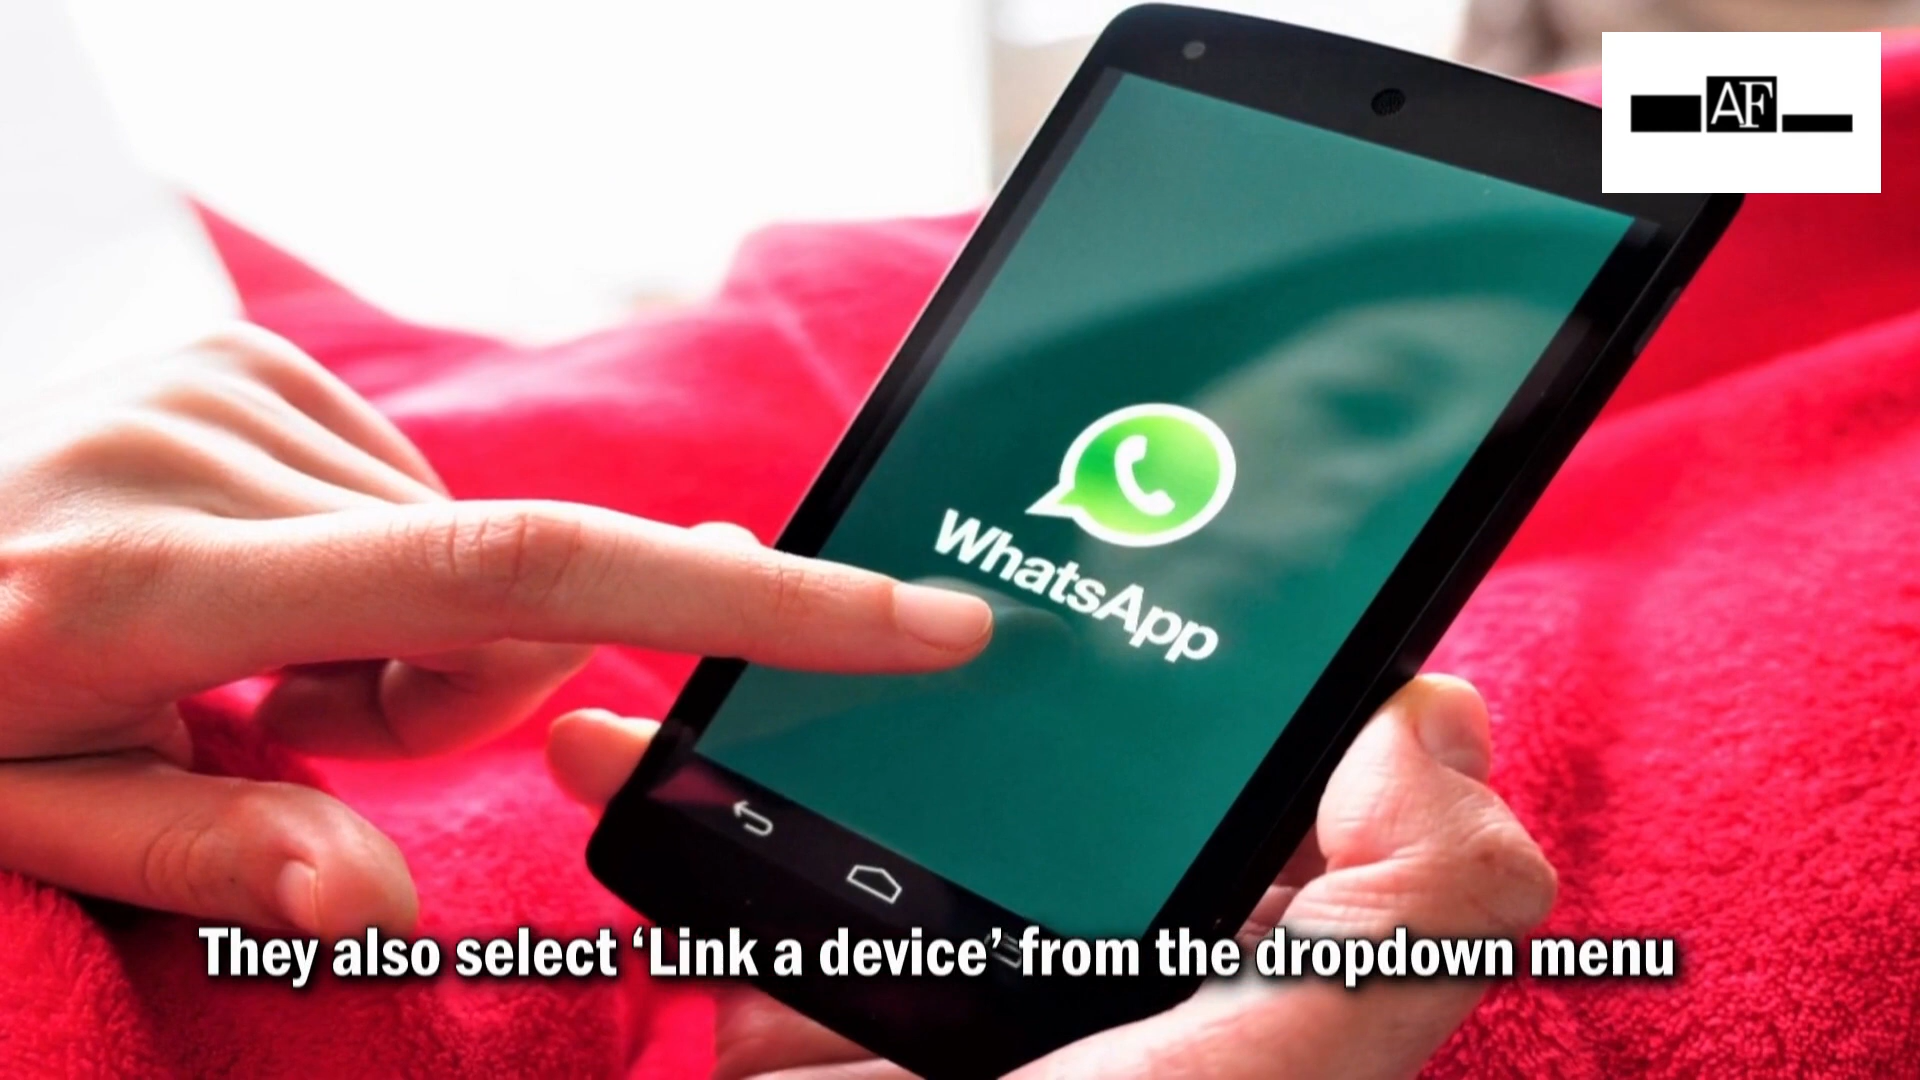 AF
WhatsApp
They also select ‘Link a device’ from the dropdown menu